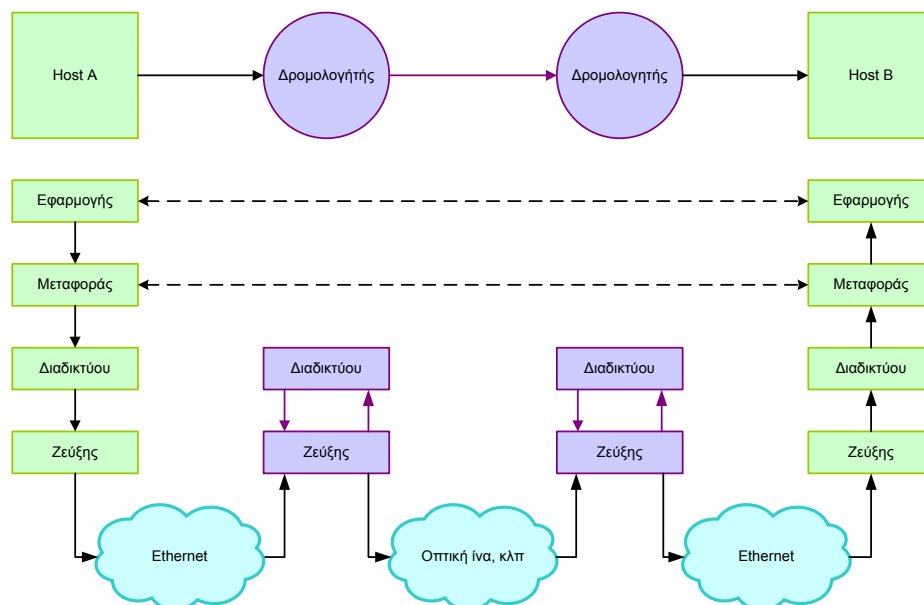 Host A
Δρομολογήτής
Δρομολογητής
Host B
Εφαρμογής
Εφαρμογής
Μεταφοράς
Μεταφοράς
Διαδικτύου
Διαδικτύου
Διαδικτύου
Διαδικτύου
Ζεύξης
Ζεύξης
Ζεύξης
Ζεύξης
Ethernet
Οπτική ίνα, κλπ
Ethernet